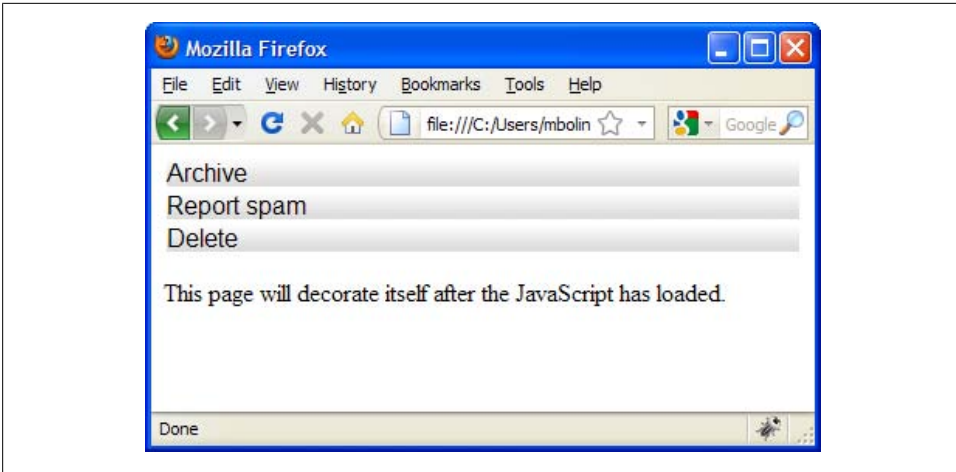 Mozilla Firefox
File Edit View History Bookmarks Tools Help
file:///C:/Users/mbolin Google
Archive
Report spam
Delete
This page will decorate itself after the JavaScript has loaded.
Done